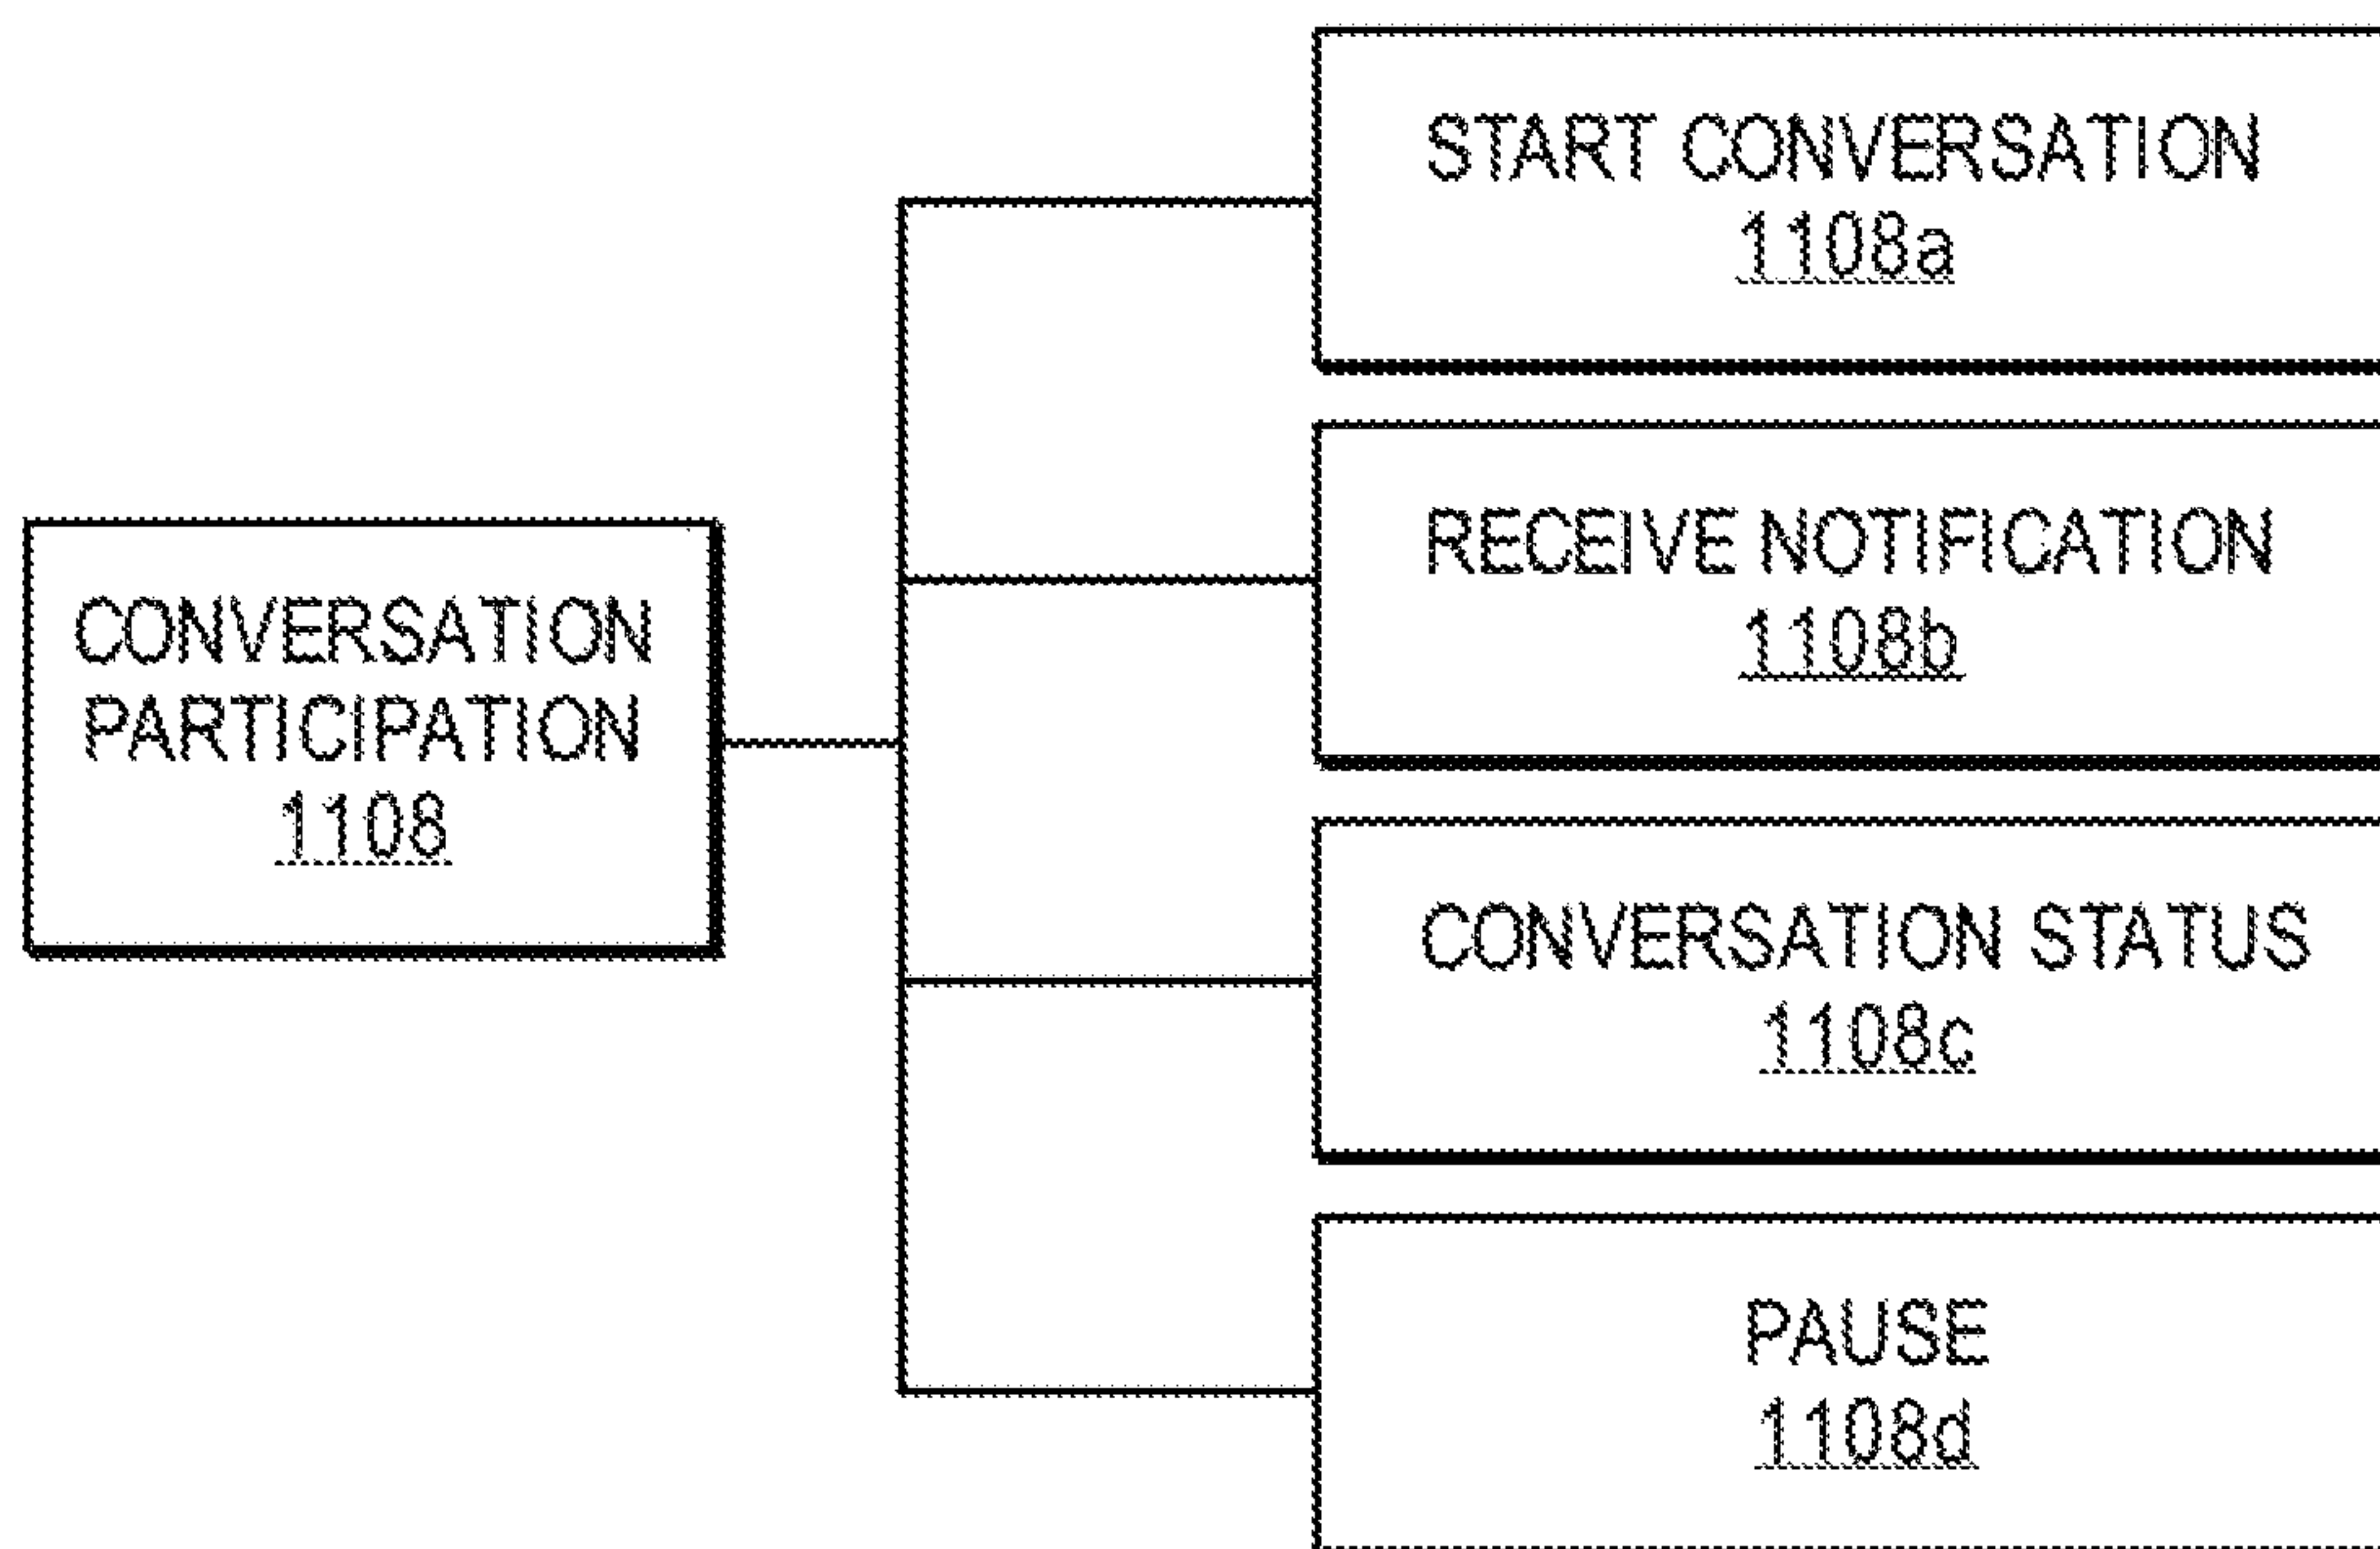 START CONVERSATION
1108a
RECEIVE NOTIFICATION
1108b
CONVERSATION
PARTICIPATION
1108
CONVERSATION STATUS
1108c
PAUSE
1108d